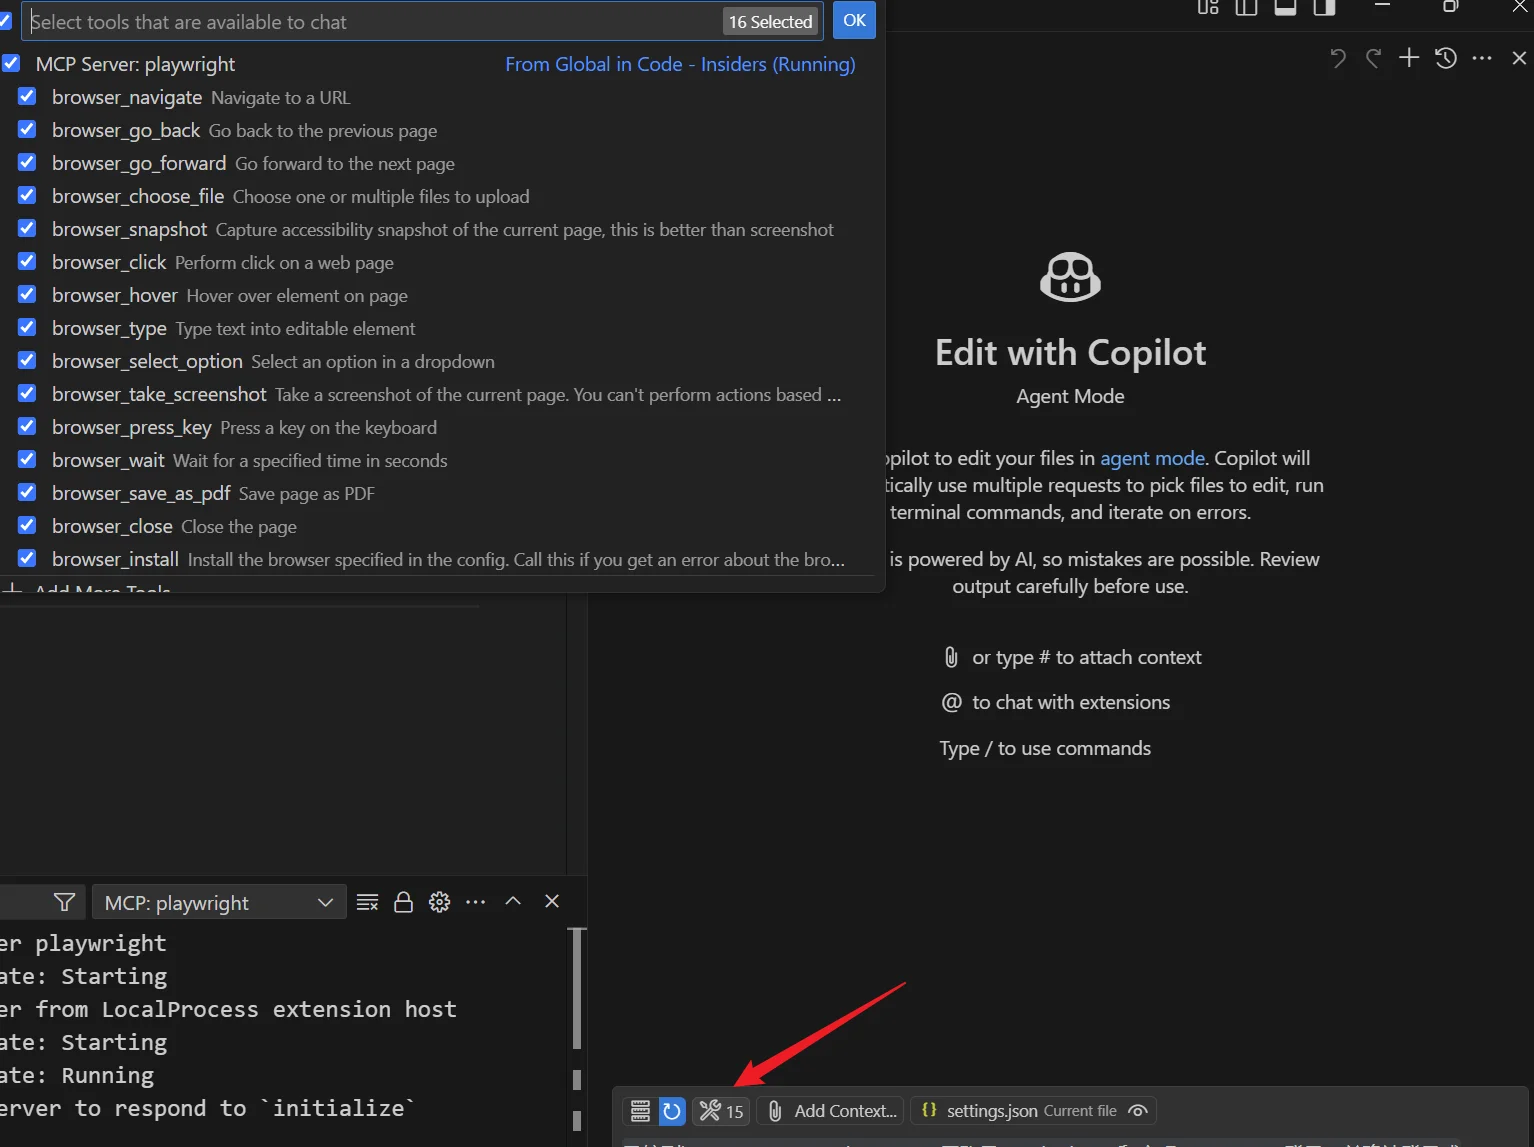 Select tools that are available to chat
16 Selected
OK
MCP Server: playwright
From Global in Code - Insiders (Running)
browser_navigate Navigate to a URL
browser_go_back Go back to the previous page
browser_go_forward Go forward to the next page
browser_choose_file Choose one or multiple files to upload
browser_snapshot Capture accessibility snapshot of the current page, this is better than screenshot
browser_click Perform click on a web page
browser_hover Hover over element on page
browser_type Type text into editable element
browser_select_option Select an option in a dropdown
browser_take_screenshot Take a screenshot of the current page. You can't perform actions based ...
browser_press_key Press a key on the keyboard
browser_wait Wait for a specified time in seconds
browser_save_as_pdf Save page as PDF
browser_close Close the page
browser_install Install the browser specified in the config. Call this if you get an error about the bro...
Add More Tools
Edit with Copilot
Agent Mode
opilot to edit your files in agent mode. Copilot will
tically use multiple requests to pick files to edit, run
terminal commands, and iterate on errors.
is powered by AI, so mistakes are possible. Review
output carefully before use.
or type # to attach context
@ to chat with extensions
Type / to use commands
MCP: playwright
er playwright
ate: Starting
er from LocalProcess extension host
ate: Starting
ate: Running
erver to respond to `initialize`
15
Add Context...
{} settings.json Current file